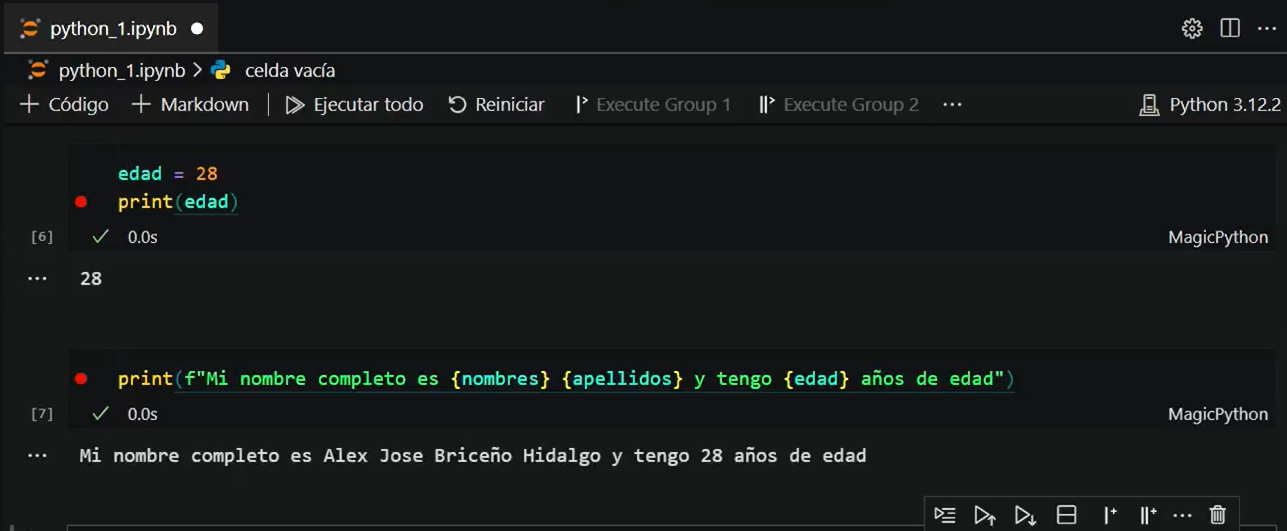 python_1.ipynb
python_1.ipynb > celda vacía
+ Código + Markdown | Ejecutar todo Reiniciar Execute Group 1 Execute Group 2 ... Python 3.12.2
edad = 28
print(edad)
[6] 0.0s MagicPython
... 28
print(f"Mi nombre completo es {nombres} {apellidos} y tengo {edad} años de edad")
[7] 0.0s MagicPython
... Mi nombre completo es Alex Jose Briceño Hidalgo y tengo 28 años de edad